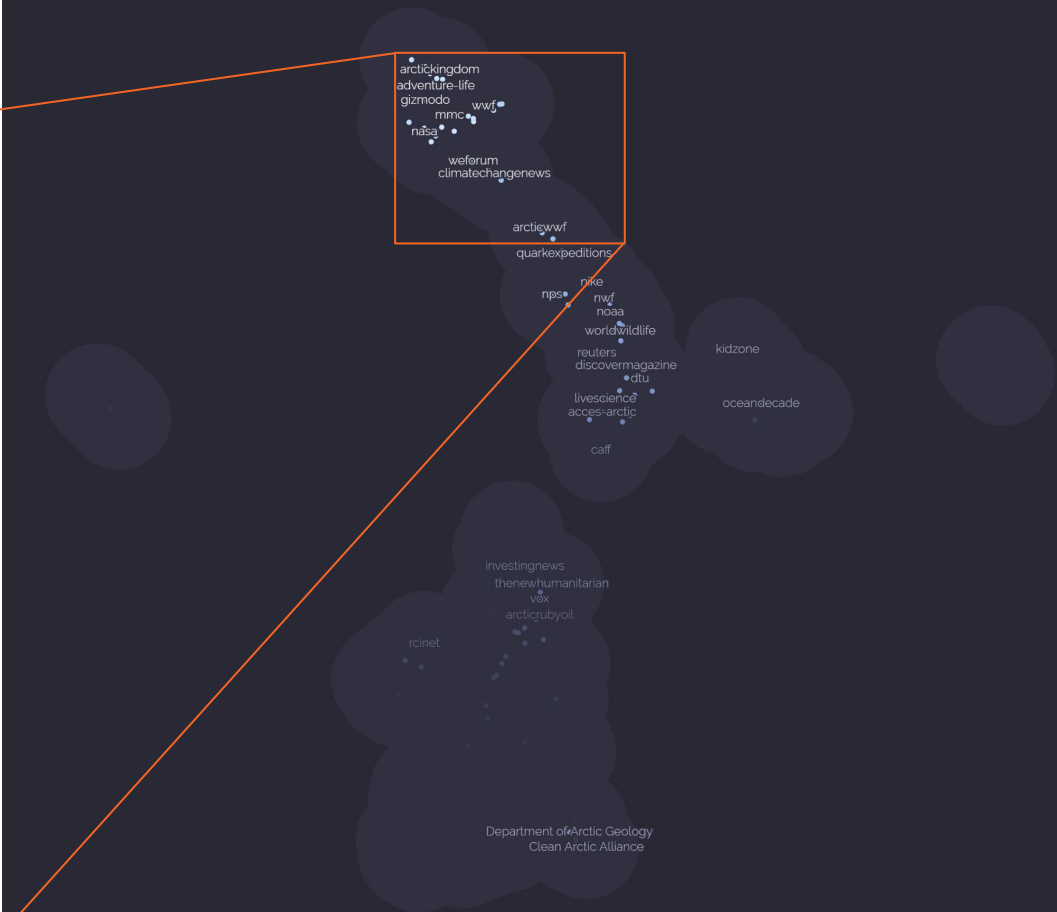 arctickingdom
adventure-life
gizmodo
wwf
mmc
nasa
weforum
climatechangenews
arcticwwf
quarkexpeditions
nike
nps
nwf
noaa
worldwildlife
reuters
kidzone
discovermagazine
dtu
livescience
oceandecade
acces-arctic
caff
investingnews
thenewhumanitarian
vox
arcticrubyoil
rcinet
Department of Arctic Geology
Clean Arctic Alliance